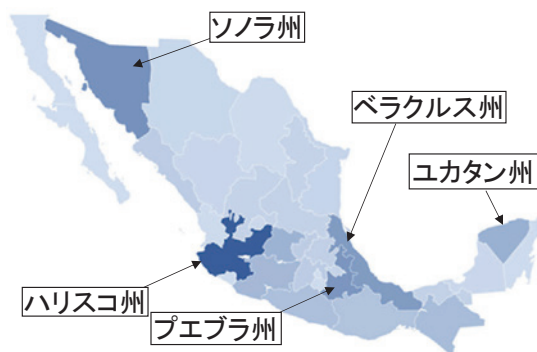 ソノラ州
ベラクルス州
ユカタン州
ハリスコ州
プエブラ州